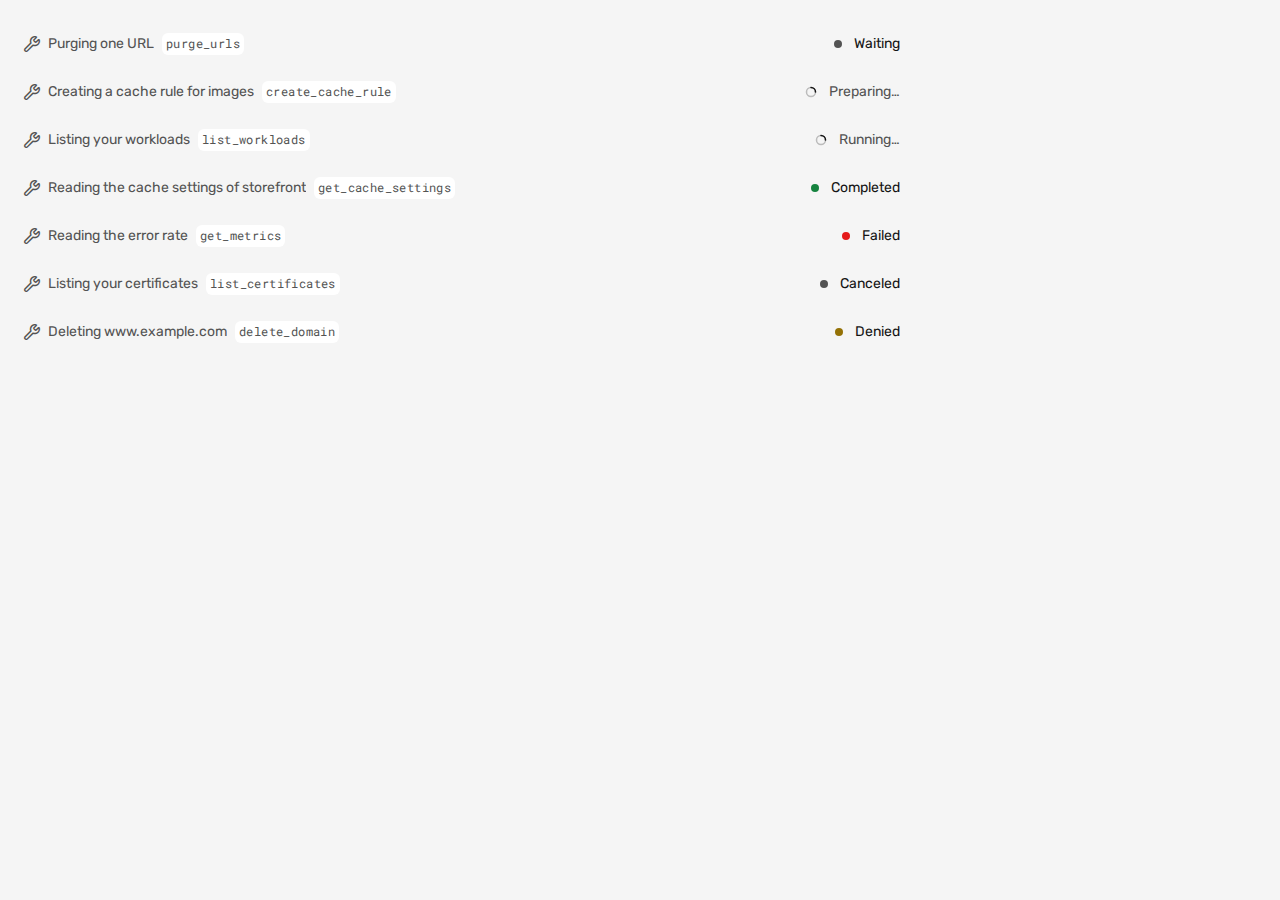 Purging one URL purge_urls Waiting
Creating a cache rule for images create_cache_rule Preparing…
Listing your workloads list_workloads Running…
Reading the cache settings of storefront get_cache_settings Completed
Reading the error rate get_metrics Failed
Listing your certificates list_certificates Canceled
Deleting www.example.com delete_domain Denied